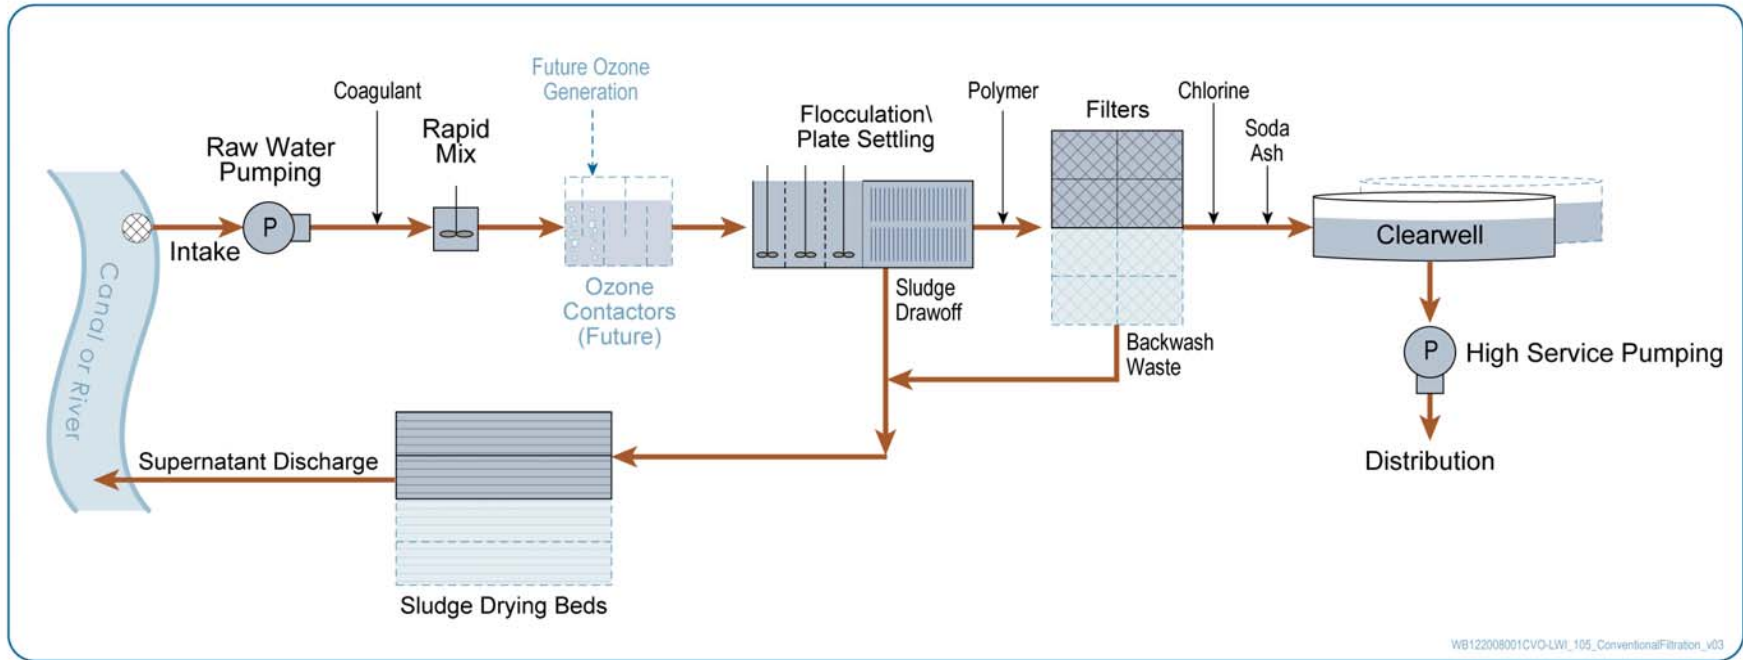 Future Ozone
Generation
Coagulant
Polymer
Chlorine
Filters
Flocculation\
Plate Settling
Rapid
Mix
Soda
Ash
Raw Water
Pumping
P
Intake
Clearwell
Canal or River
Ozone
Contactors
(Future)
Sludge
Drawoff
Backwash
Waste
P
High Service Pumping
Supernatant Discharge
Distribution
Sludge Drying Beds
WB122008001CVO-LWI_105_ConventionalFiltration_v03